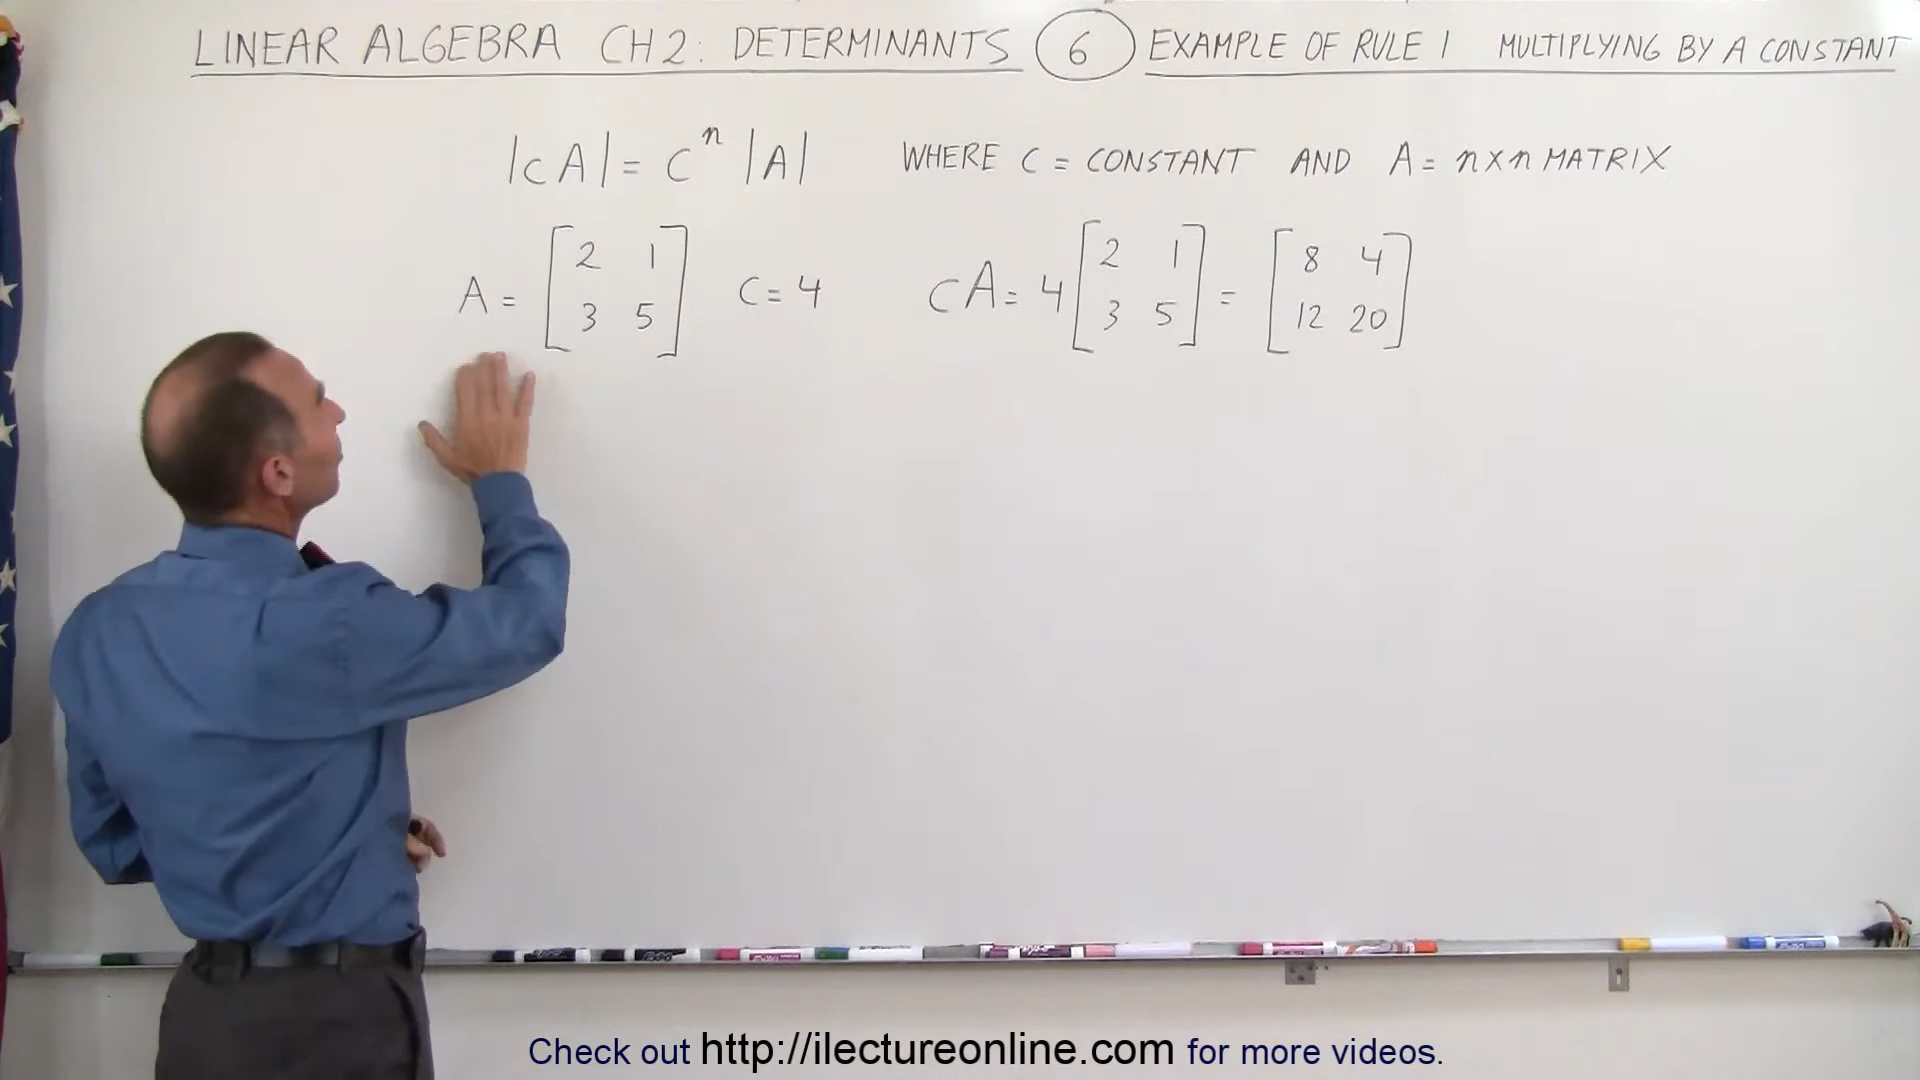 LINEAR ALGEBRA CH 2: DETERMINANTS 6 EXAMPLE OF RULE 1 MULTIPLYING BY A CONSTANT
|cA| = C^n |A| WHERE C = CONSTANT AND A = n x n MATRIX
A = [2 1 C = 4 cA = 4 [2 1] = [8 4]
3 5] 3 5 12 20
Check out http://ilectureonline.com for more videos.